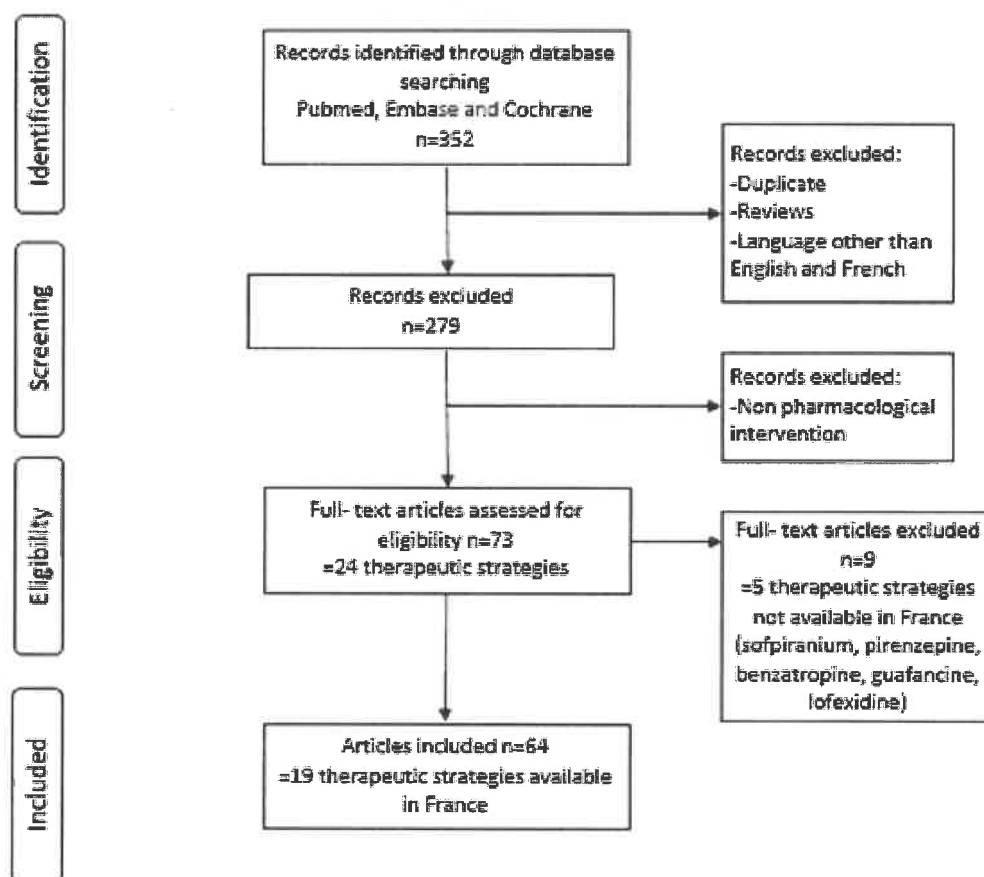 Identification
Records identified through database
searching
Pubmed, Embase and Cochrane
n=352
Records excluded:
-Duplicate
-Reviews
-Language other than
English and French
Screening
Records excluded
n=279
Records excluded:
-Non pharmacological
intervention
Eligibility
Full- text articles assessed for
eligibility n=73
=24 therapeutic strategies
Full- text articles excluded
n=9
=5 therapeutic strategies
not available in France
(sofpiranium, pirenzepine,
benzatropine, guafancine,
lofexidine)
Included
Articles included n=64
=19 therapeutic strategies available
in France